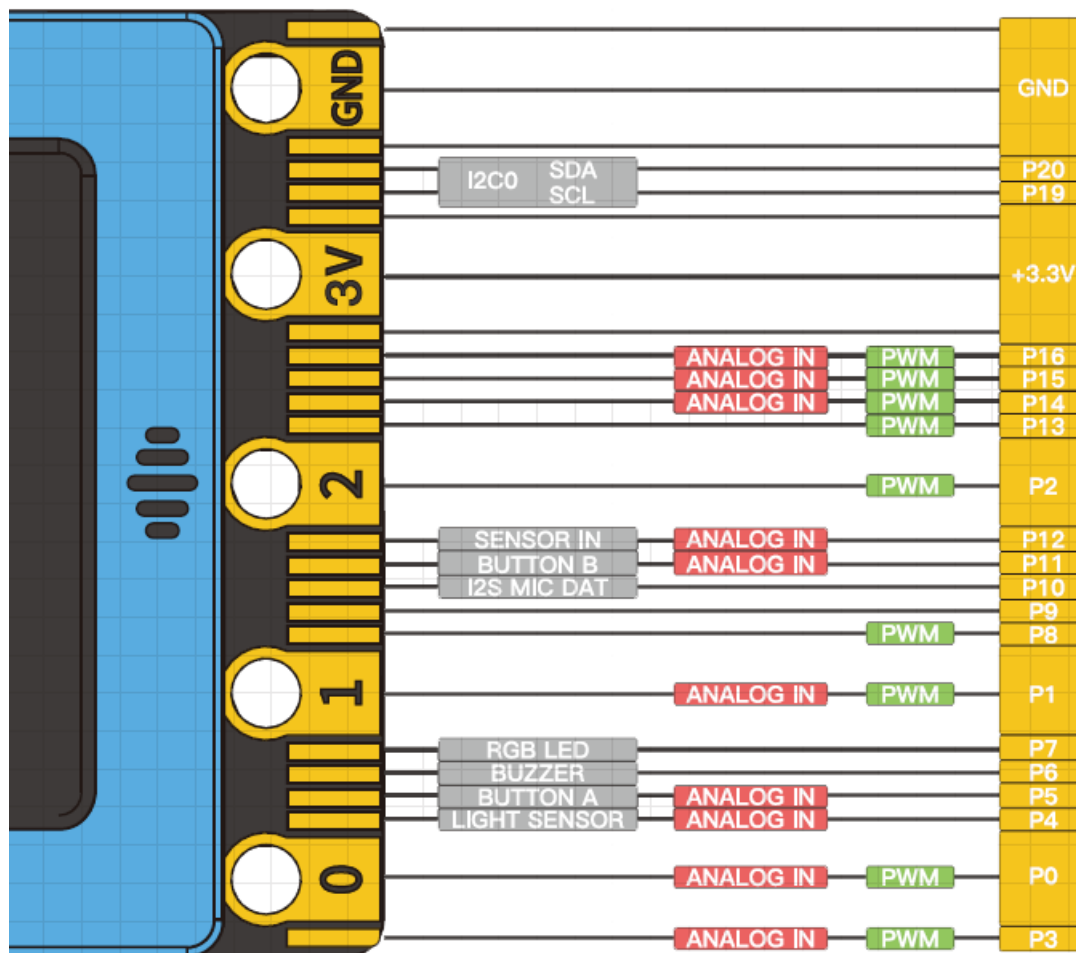 GND GND
I2C0 SDA P20
SCL P19
3V +3.3V
ANALOG IN PWM P16
ANALOG IN PWM P15
ANALOG IN PWM P14
PWM P13
2 PWM P2
SENSOR IN ANALOG IN P12
BUTTON B ANALOG IN P11
I2S MIC DAT P10
P9
PWM P8
1 ANALOG IN PWM P1
RGB LED P7
BUZZER P6
BUTTON A ANALOG IN P5
LIGHT SENSOR ANALOG IN P4
0 ANALOG IN PWM P0
ANALOG IN PWM P3